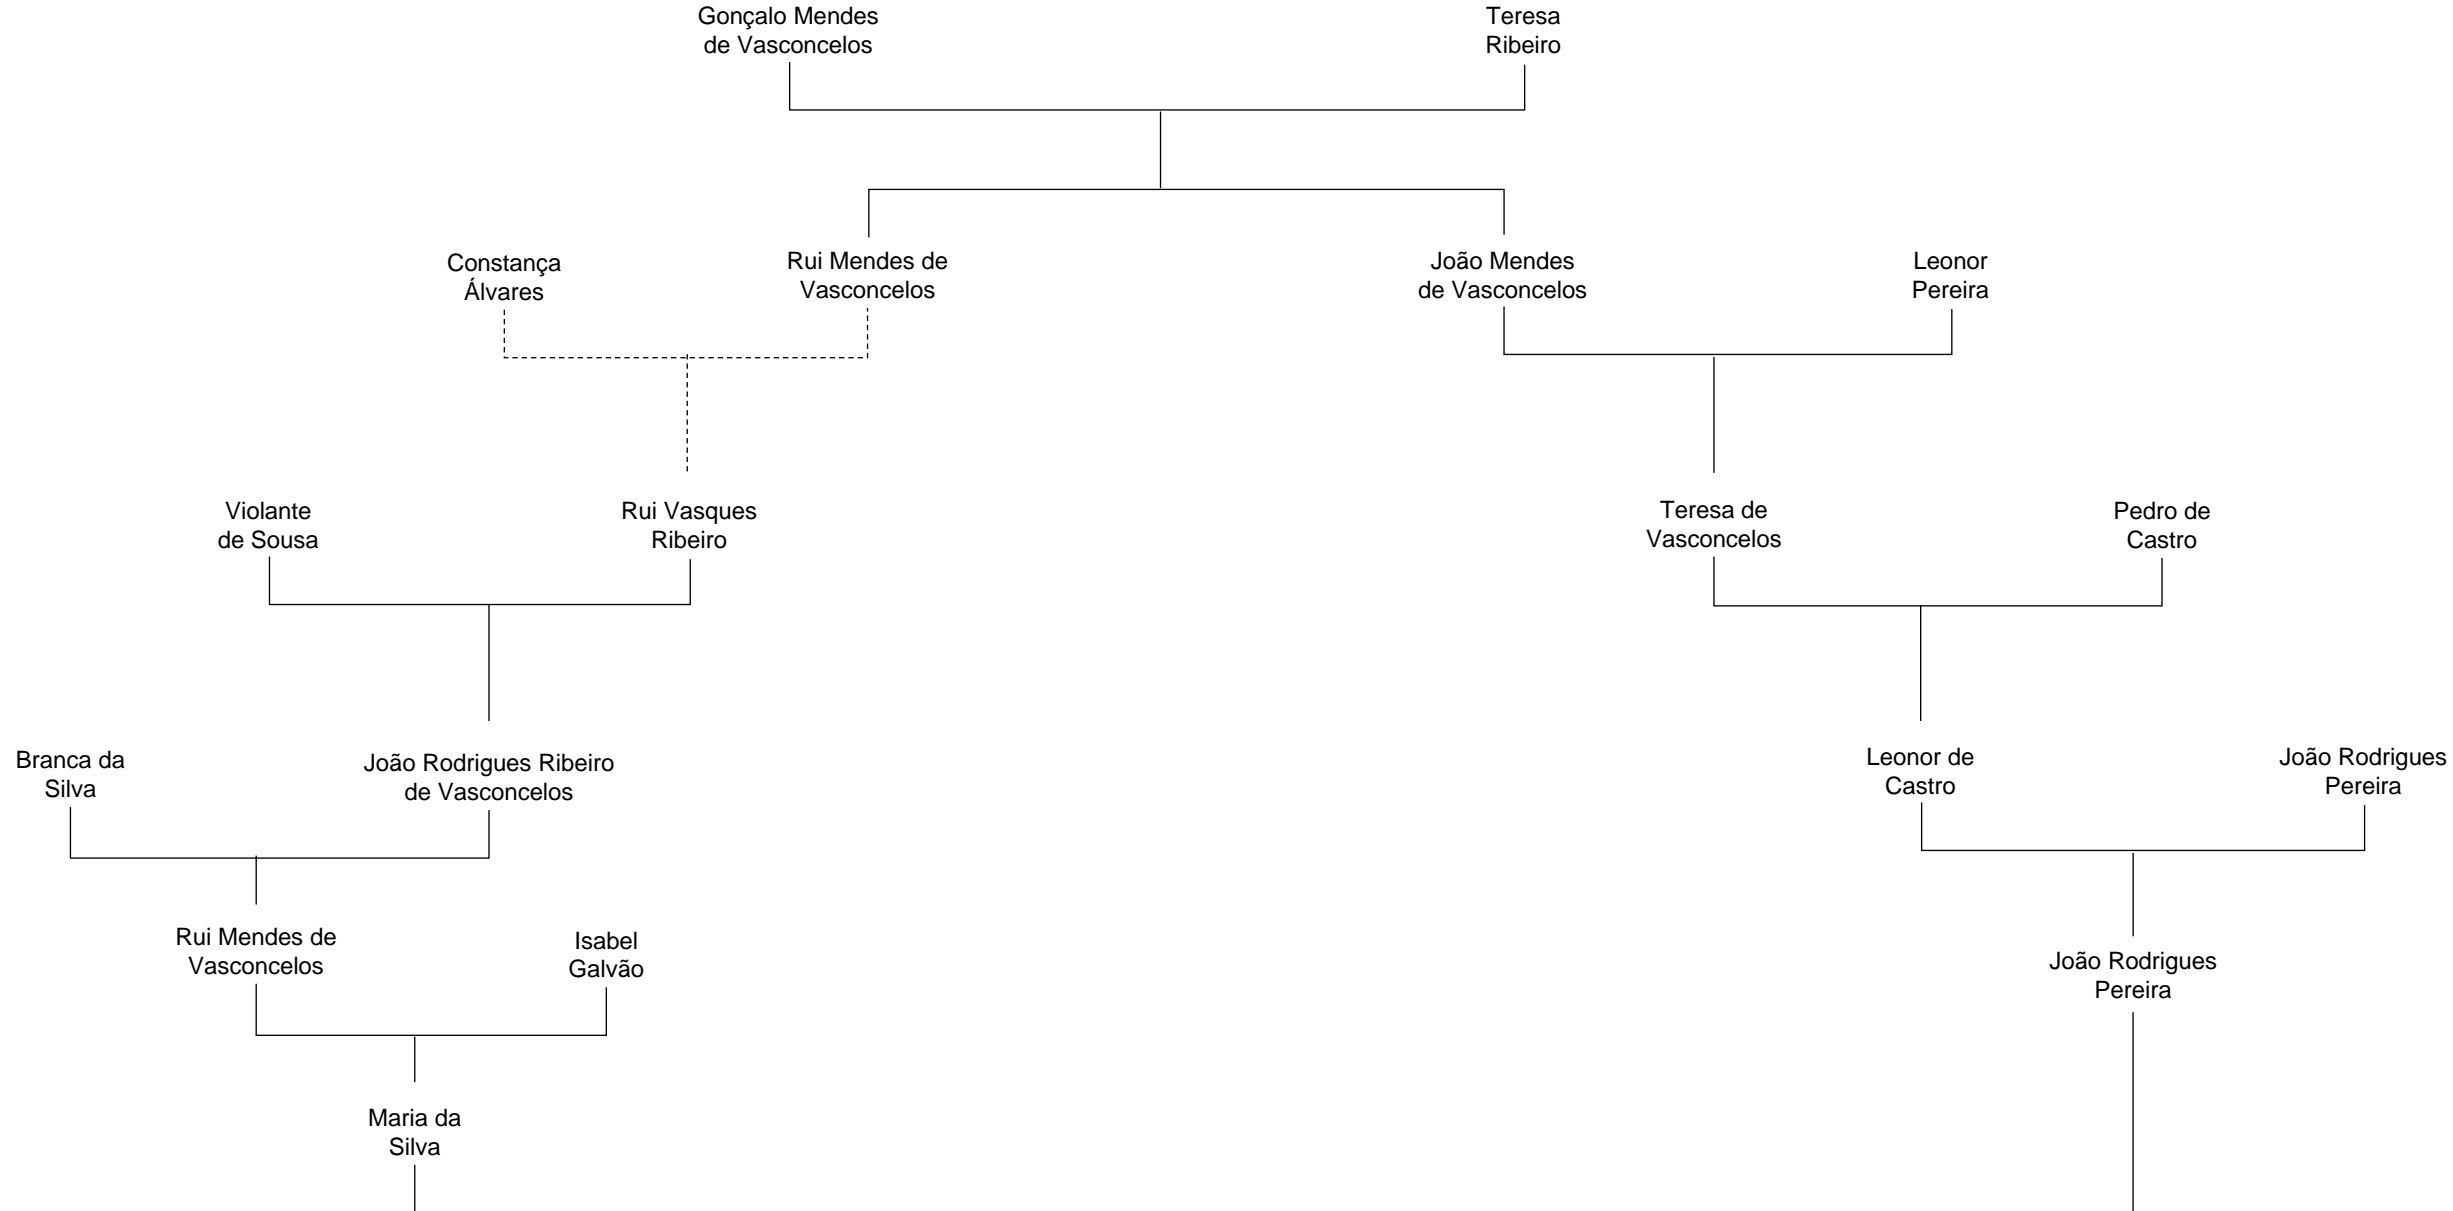 Gonçalo Mendes
de Vasconcelos
Teresa
Ribeiro
Constança
Álvares
Rui Mendes de
Vasconcelos
João Mendes
de Vasconcelos
Leonor
Pereira
Violante
de Sousa
Rui Vasques
Ribeiro
Teresa de
Vasconcelos
Pedro de
Castro
Branca da
Silva
João Rodrigues Ribeiro
de Vasconcelos
Leonor de
Castro
João Rodrigues
Pereira
Rui Mendes de
Vasconcelos
Isabel
Galvão
João Rodrigues
Pereira
Maria da
Silva